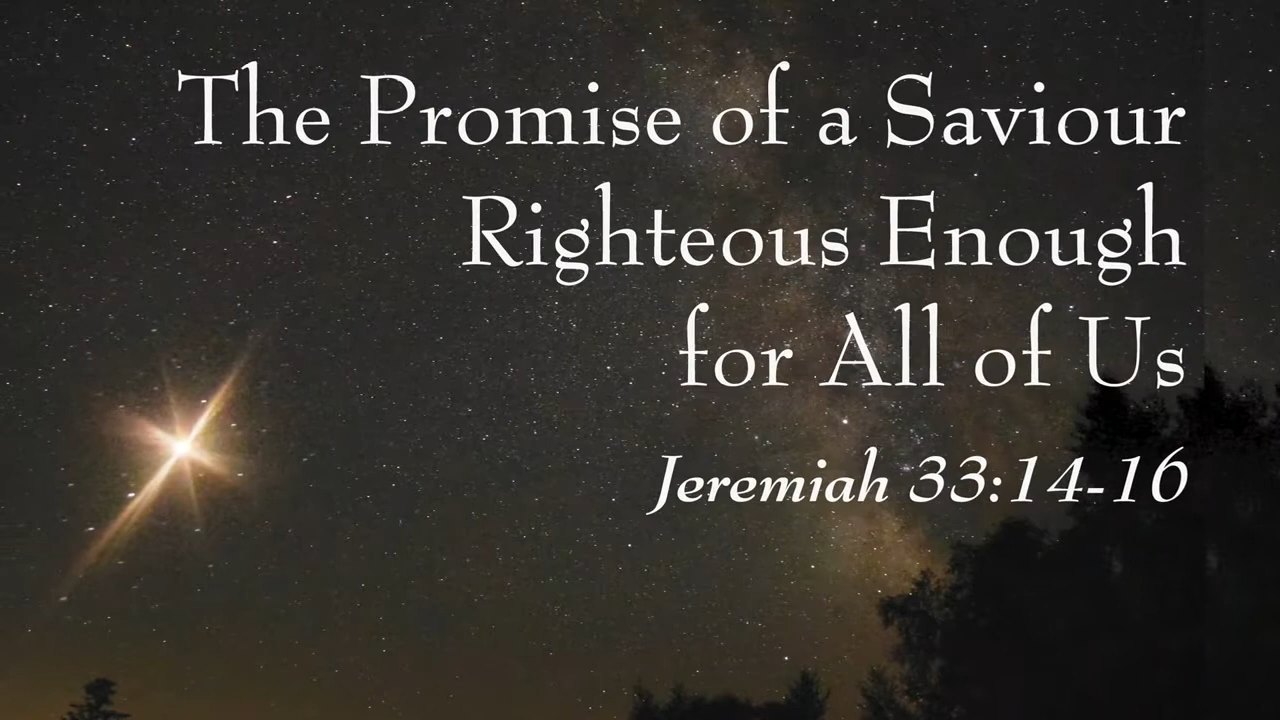 The Promise of a Saviour
Righteous Enough
for All of Us
Jeremiah 33:14-16